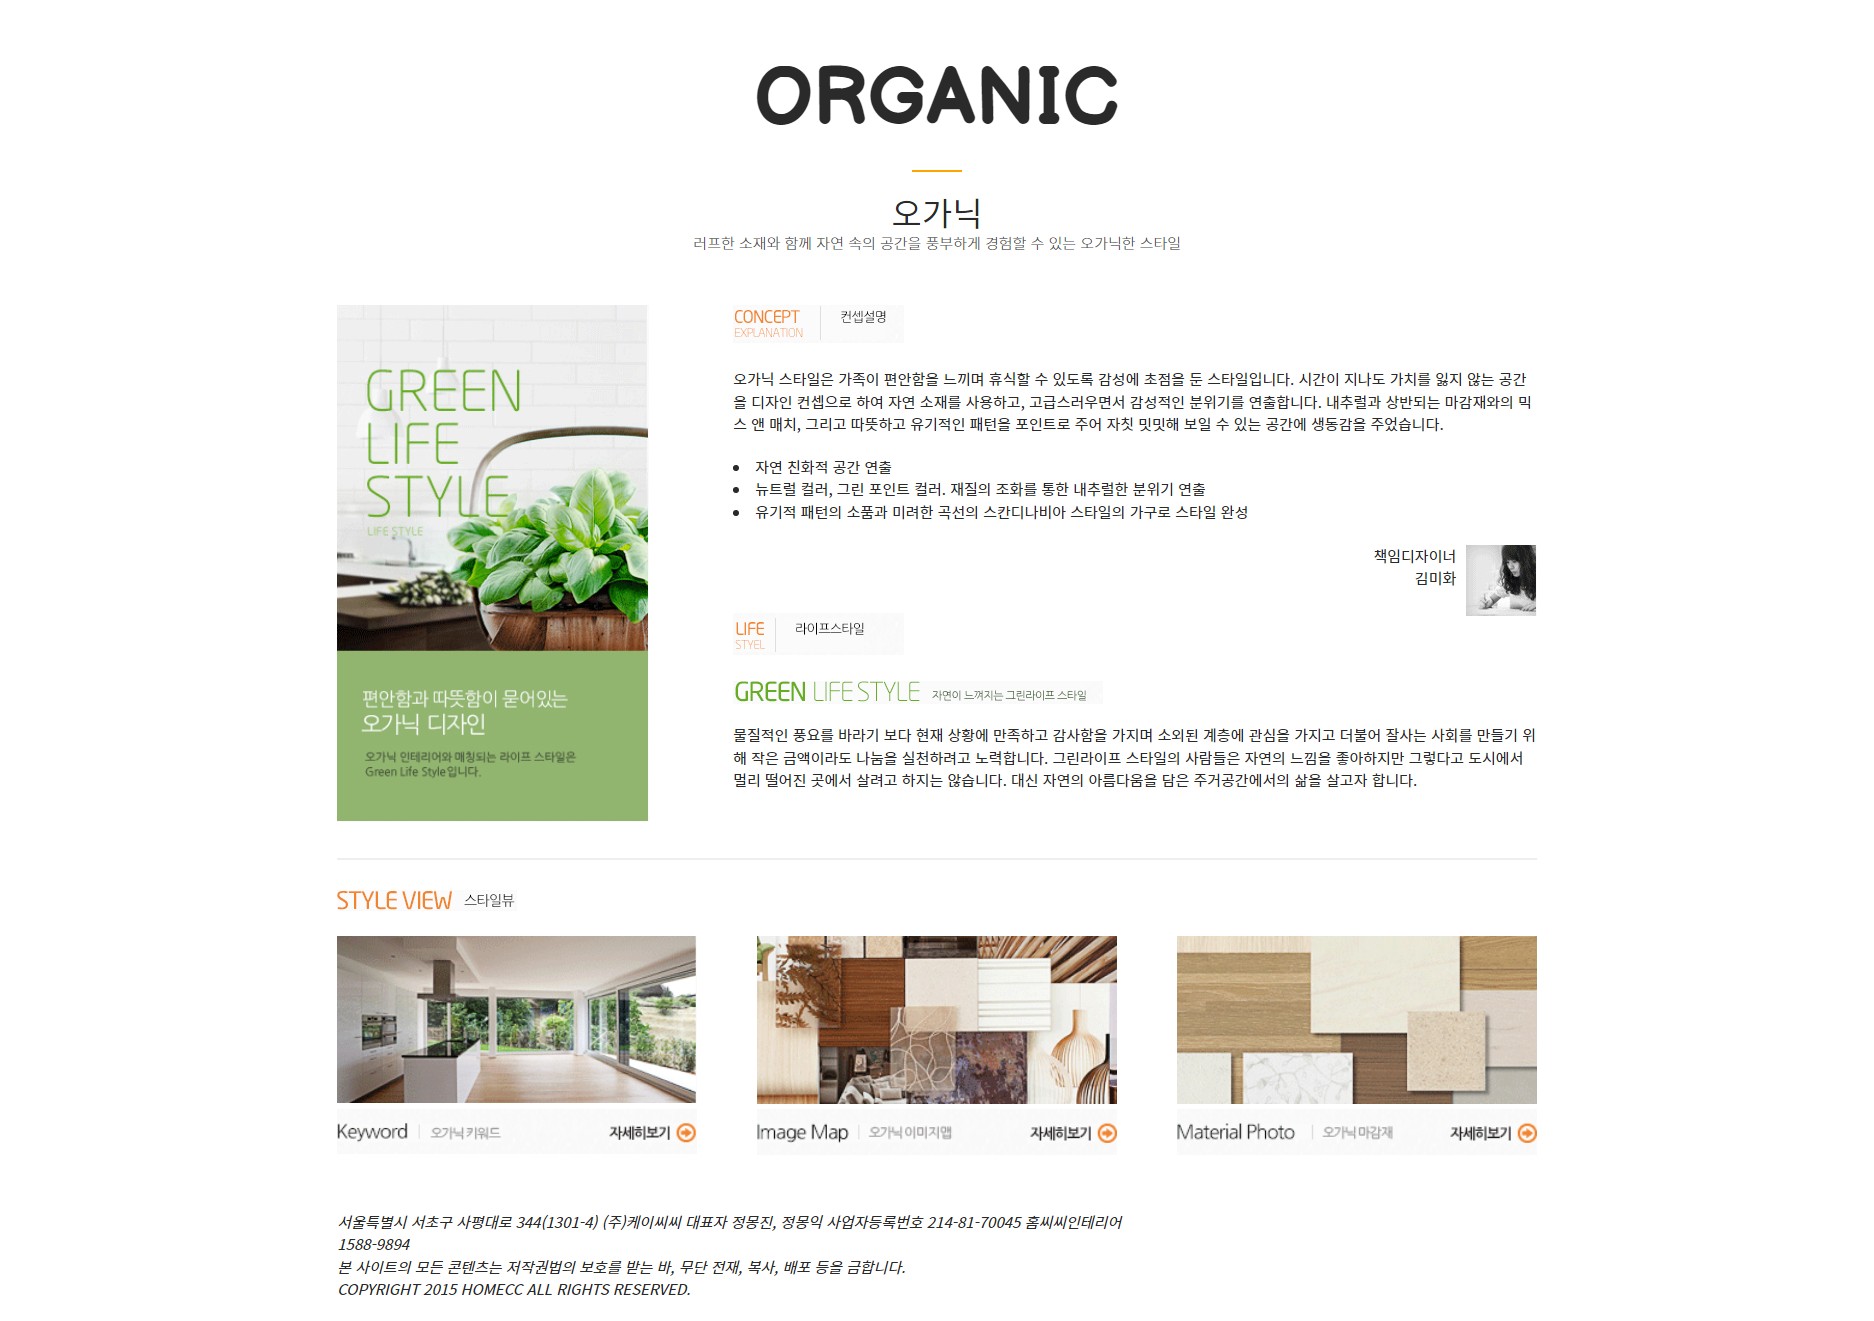 ORGANIC
오가닉
러프한 소재와 함께 자연 속의 공간을 풍부하게 경험할 수 있는 오가닉한 스타일
GREEN
LIFE
STYLE
LIFE STYLE
편안함과 따뜻함이 묻어있는
오가닉 디자인
오가닉 인테리어와 매칭되는 라이프 스타일은
Green Life Style입니다.
CONCEPT
EXPLANATION
컨셉설명
오가닉 스타일은 가족이 편안함을 느끼며 휴식할 수 있도록 감성에 초점을 둔 스타일입니다. 시간이 지나도 가치를 잃지 않는 공간
을 디자인 컨셉으로 하여 자연 소재를 사용하고, 고급스러우면서 감성적인 분위기를 연출합니다. 내추럴과 상반되는 마감재와의 믹
스 앤 매치, 그리고 따뜻하고 유기적인 패턴을 포인트로 주어 자칫 밋밋해 보일 수 있는 공간에 생동감을 주었습니다.
• 자연 친화적 공간 연출
• 뉴트럴 컬러, 그린 포인트 컬러. 재질의 조화를 통한 내추럴한 분위기 연출
• 유기적 패턴의 소품과 미려한 곡선의 스칸디나비아 스타일의 가구로 스타일 완성
책임디자이너
김미화
LIFE
STYEL
라이프스타일
GREEN LIFE STYLE 자연이 느껴지는 그린라이프 스타일
물질적인 풍요를 바라기 보다 현재 상황에 만족하고 감사함을 가지며 소외된 계층에 관심을 가지고 더불어 잘사는 사회를 만들기 위
해 작은 금액이라도 나눔을 실천하려고 노력합니다. 그린라이프 스타일의 사람들은 자연의 느낌을 좋아하지만 그렇다고 도시에서
멀리 떨어진 곳에서 살려고 하지는 않습니다. 대신 자연의 아름다움을 담은 주거공간에서의 삶을 살고자 합니다.
STYLE VIEW 스타일뷰
Keyword 오가닉 키워드 자세히보기
Image Map 오가닉 이미지맵 자세히보기
Material Photo 오가닉 마감재 자세히보기
서울특별시 서초구 사평대로 344(1301-4) (주)케이씨씨 대표자 정몽진, 정몽익 사업자등록번호 214-81-70045 홈씨씨인테리어
1588-9894
본 사이트의 모든 콘텐츠는 저작권법의 보호를 받는 바, 무단 전재, 복사, 배포 등을 금합니다.
COPYRIGHT 2015 HOMECC ALL RIGHTS RESERVED.